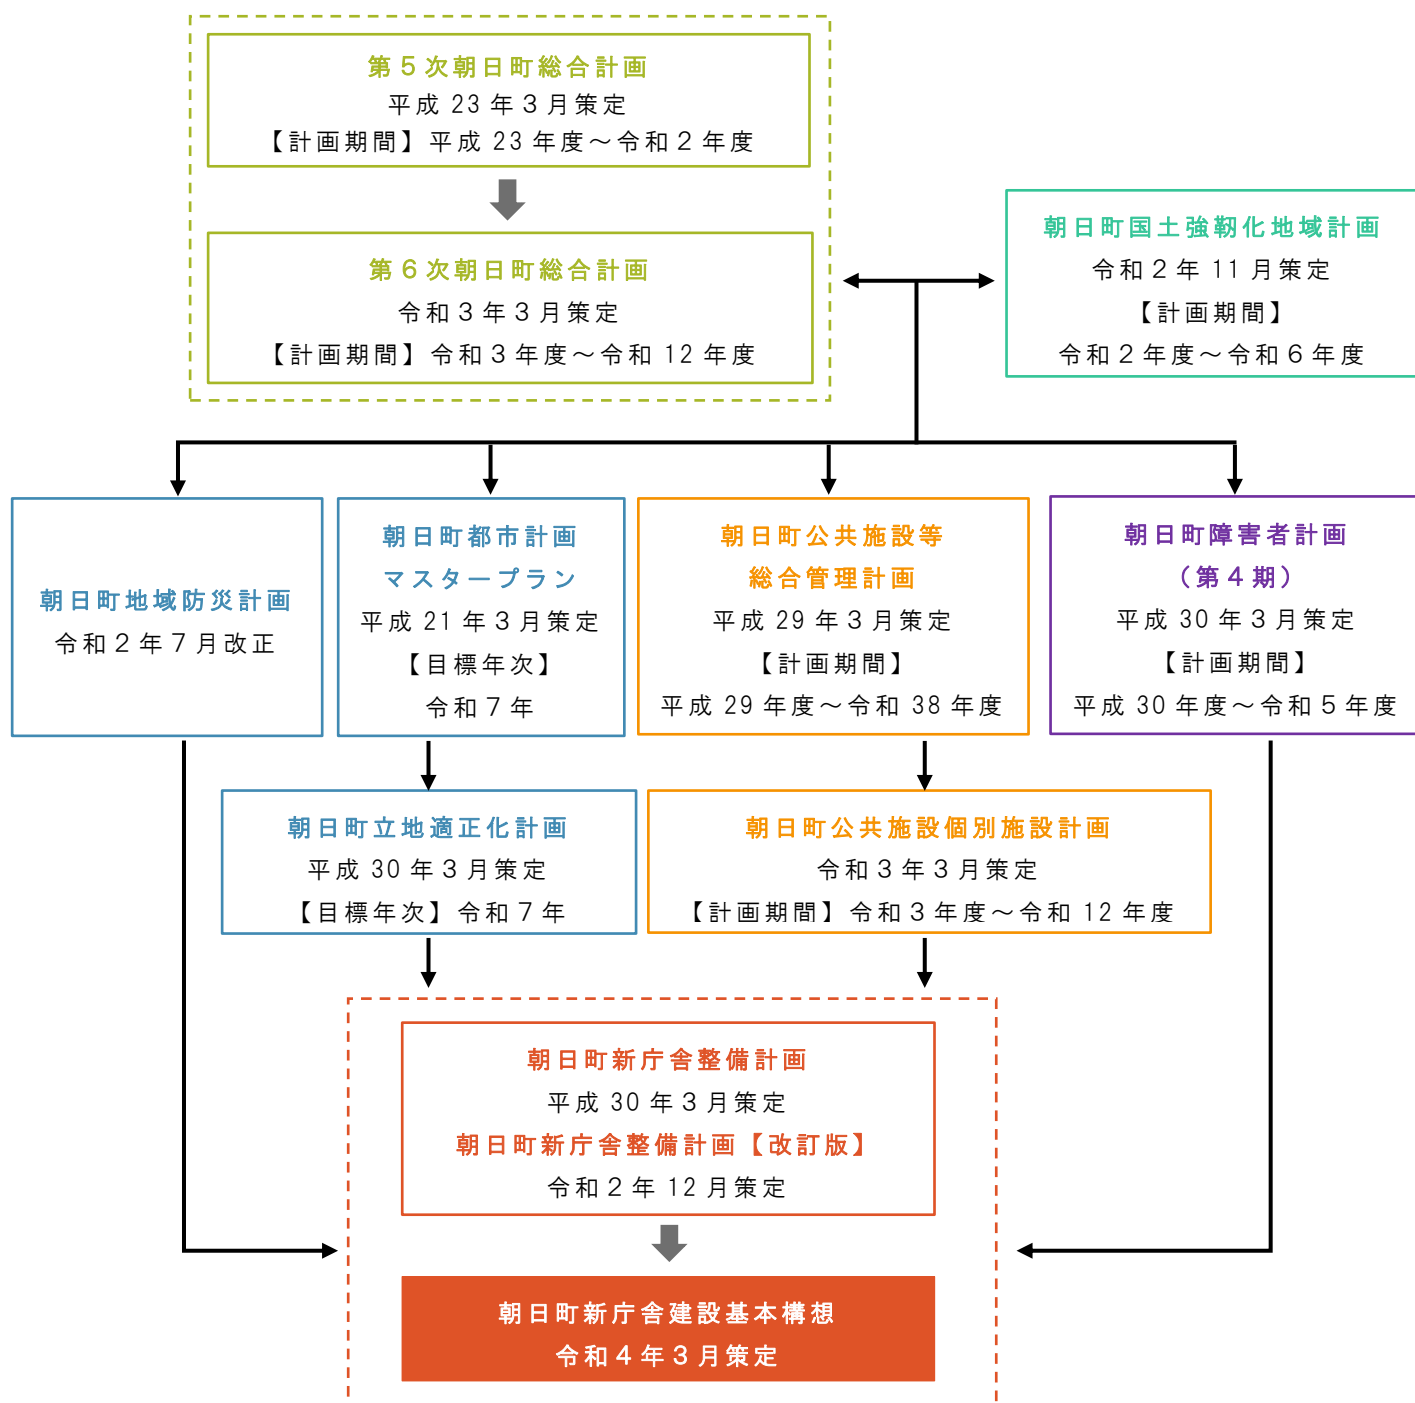 第５次朝日町総合計画
平成 23 年３月策定
【計画期間】平成 23 年度～令和２年度
第６次朝日町総合計画
令和３年３月策定
【計画期間】令和３年度～令和 12 年度
朝日町国土強靭化地域計画
令和２年 11 月策定
【計画期間】
令和２年度～令和６年度
朝日町地域防災計画
令和２年７月改正
朝日町都市計画
マスタープラン
平成 21 年３月策定
【目標年次】
令和７年
朝日町公共施設等
総合管理計画
平成 29 年３月策定
【計画期間】
平成 29 年度～令和 38 年度
朝日町障害者計画
（第４期）
平成 30 年３月策定
【計画期間】
平成 30 年度～令和５年度
朝日町立地適正化計画
平成 30 年３月策定
【目標年次】令和７年
朝日町公共施設個別施設計画
令和３年３月策定
【計画期間】令和３年度～令和 12 年度
朝日町新庁舎整備計画
平成 30 年３月策定
朝日町新庁舎整備計画【改訂版】
令和２年 12 月策定
朝日町新庁舎建設基本構想
令和４年３月策定